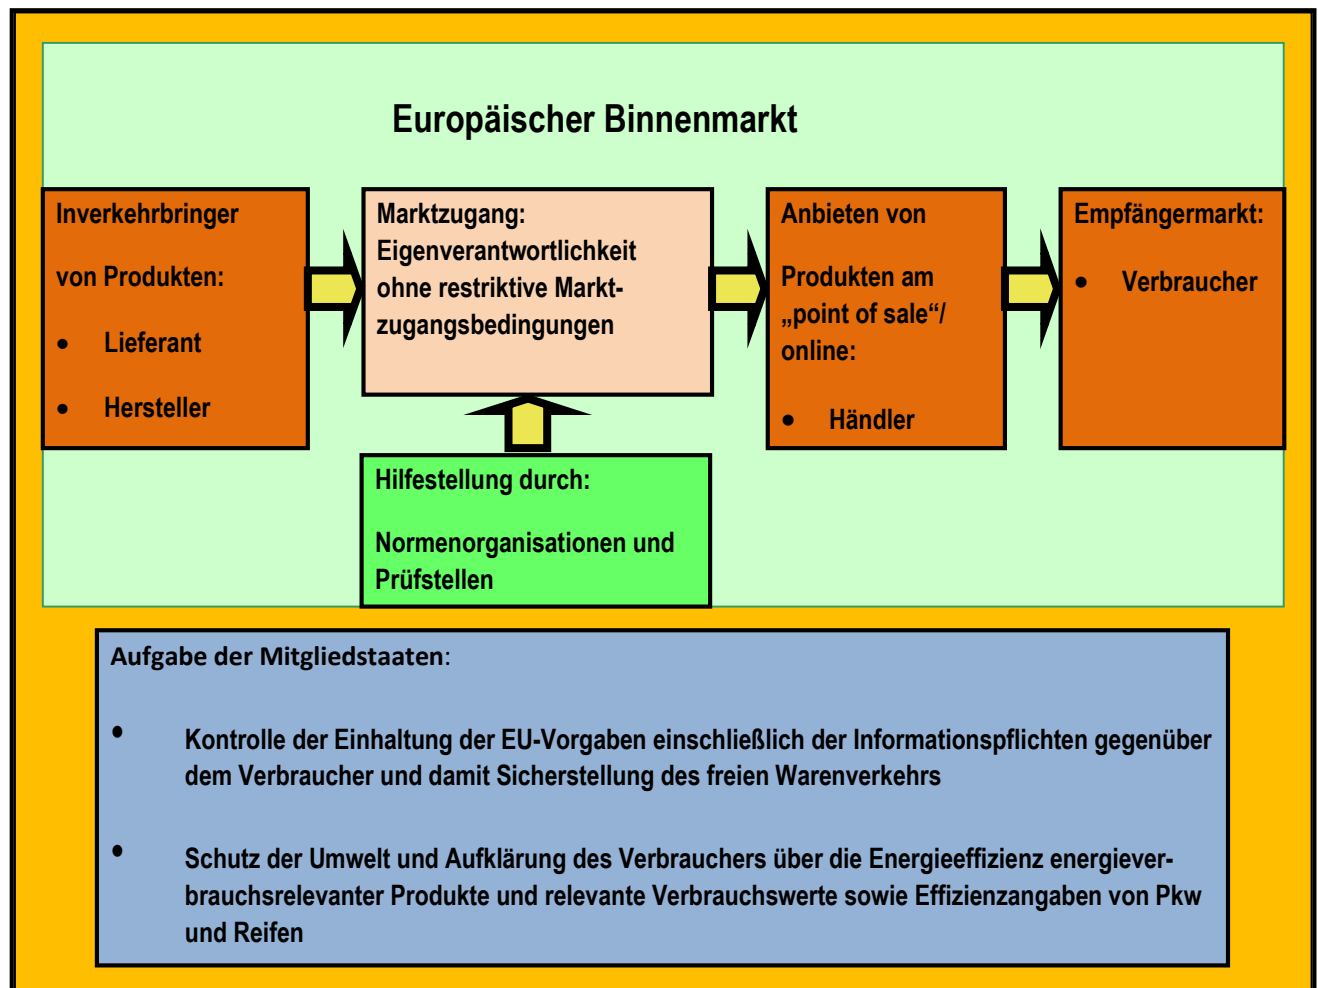 Europäischer Binnenmarkt
Inverkehrbringer
von Produkten:
• Lieferant
• Hersteller
Marktzugang:
Eigenverantwortlichkeit
ohne restriktive Markt-
zugangsbedingungen
Anbieten von
Produkten am
„point of sale“/
online:
• Händler
Empfängermarkt:
• Verbraucher
Hilfestellung durch:
Normenorganisationen und
Prüfstellen
Aufgabe der Mitgliedstaaten:
• Kontrolle der Einhaltung der EU-Vorgaben einschließlich der Informationspflichten gegenüber
dem Verbraucher und damit Sicherstellung des freien Warenverkehrs
• Schutz der Umwelt und Aufklärung des Verbrauchers über die Energieeffizienz energiever-
brauchsrelevanter Produkte und relevante Verbrauchswerte sowie Effizienzangaben von Pkw
und Reifen